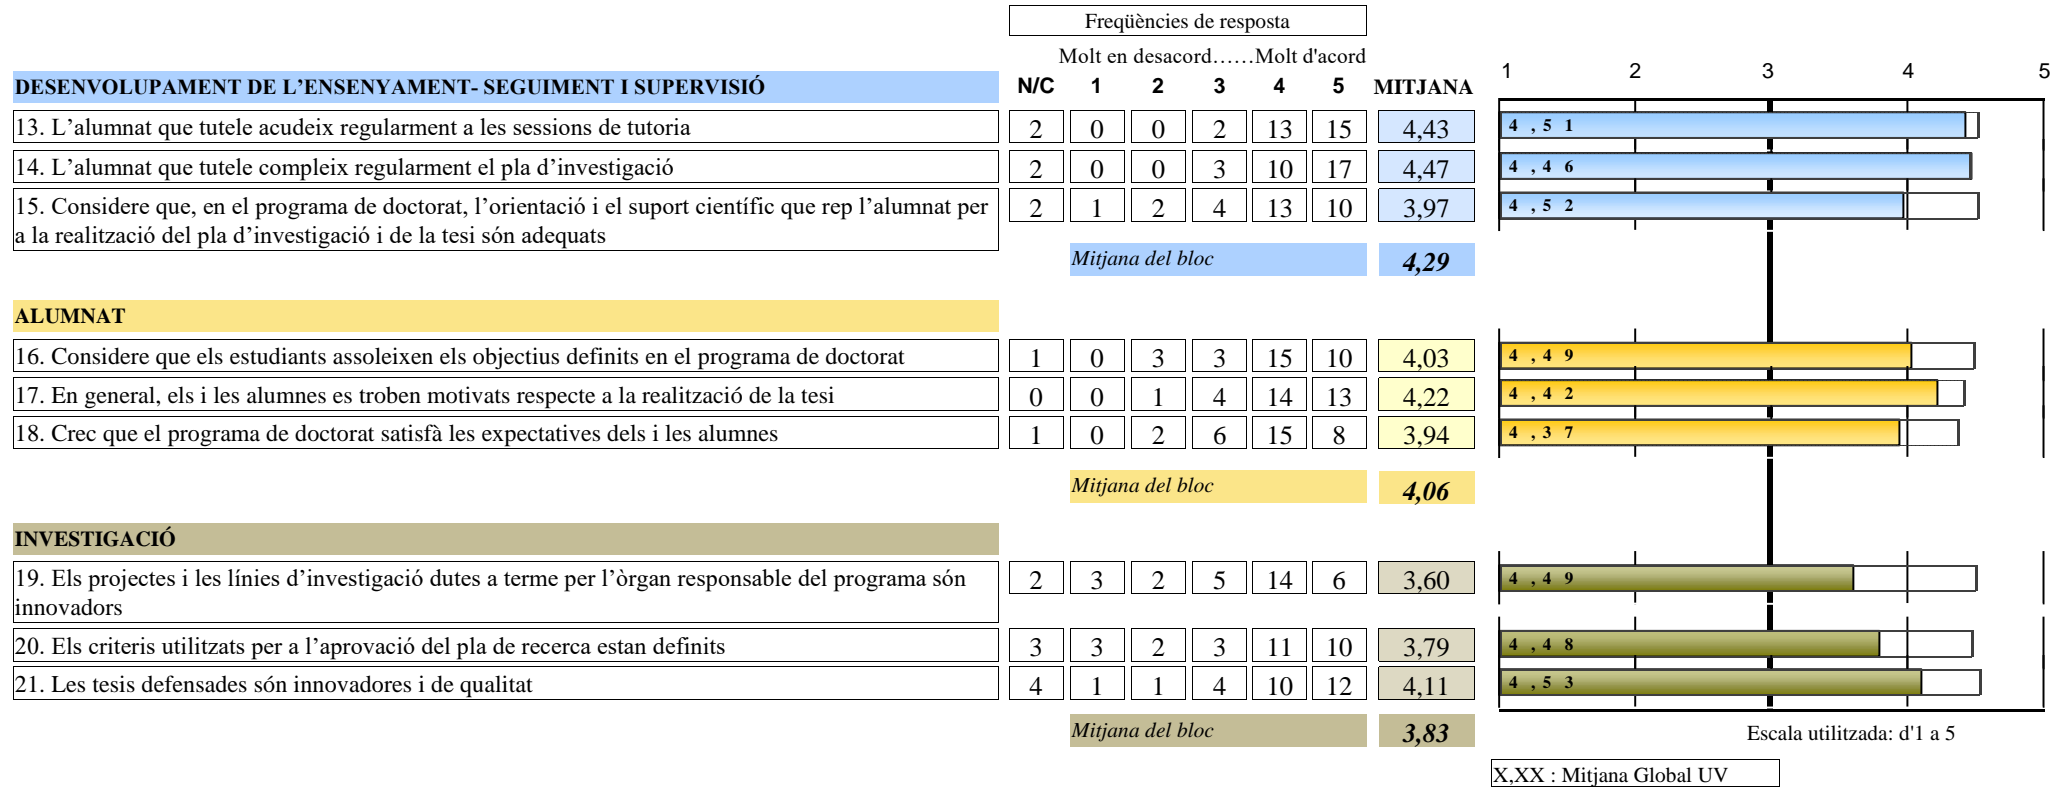 Freqüències de resposta
Molt en desacord……Molt d'acord
DESENVOLUPAMENT DE L’ENSENYAMENT- SEGUIMENT I SUPERVISIÓ N/C 1 2 3 4 5 MITJANA 1 2 3 4 5
13. L’alumnat que tutele acudeix regularment a les sessions de tutoria 2 0 0 2 13 15 4,43 4,51
14. L’alumnat que tutele compleix regularment el pla d’investigació 2 0 0 3 10 17 4,47 4,46
15. Considere que, en el programa de doctorat, l’orientació i el suport científic que rep l’alumnat per 2 1 2 4 13 10 3,97 4,52
a la realització del pla d’investigació i de la tesi són adequats
Mitjana del bloc 4,29
ALUMNAT
16. Considere que els estudiants assoleixen els objectius definits en el programa de doctorat 1 0 3 3 15 10 4,03 4,49
17. En general, els i les alumnes es troben motivats respecte a la realització de la tesi 0 0 1 4 14 13 4,22 4,42
18. Crec que el programa de doctorat satisfà les expectatives dels i les alumnes 1 0 2 6 15 8 3,94 4,37
Mitjana del bloc 4,06
INVESTIGACIÓ
19. Els projectes i les línies d’investigació dutes a terme per l’òrgan responsable del programa són 2 3 2 5 14 6 3,60 4,49
innovadors
20. Els criteris utilitzats per a l’aprovació del pla de recerca estan definits 3 3 2 3 11 10 3,79 4,48
21. Les tesis defensades són innovadores i de qualitat 4 1 1 4 10 12 4,11 4,53
Mitjana del bloc 3,83
Escala utilitzada: d'1 a 5
X,XX : Mitjana Global UV